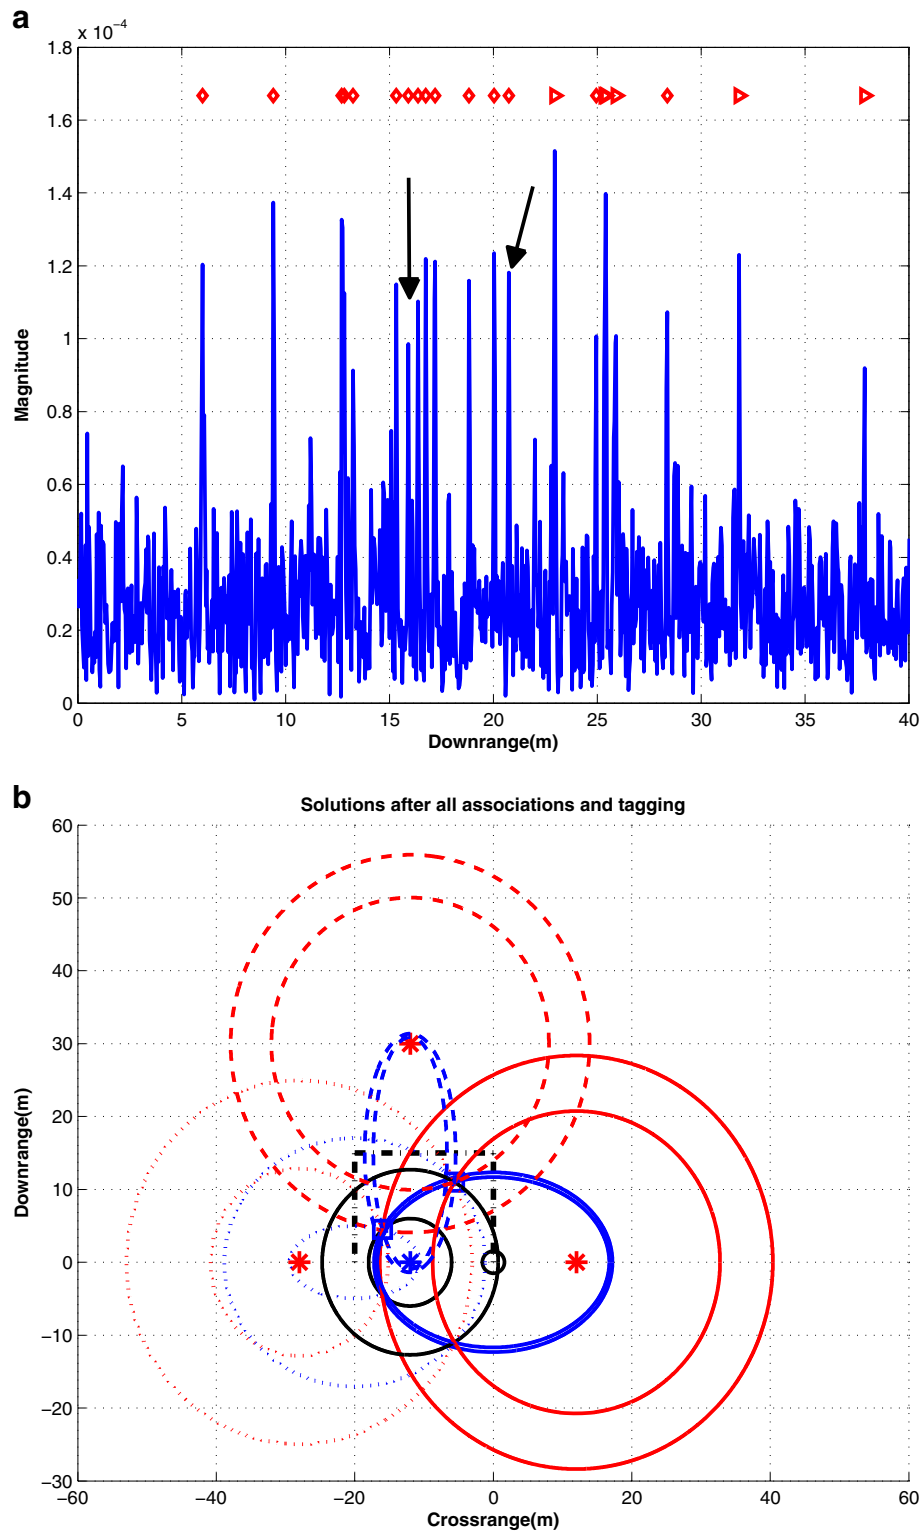 a
x 10⁻⁴
1.8
1.6
1.4
1.2
1
0.8
0.6
0.4
0.2
0
Magnitude
0 5 10 15 20 25 30 35 40
Downrange(m)
b
Solutions after all associations and tagging
60
50
40
30
20
10
0
−10
−20
−30
Downrange(m)
−60 −40 −20 0 20 40 60
Crossrange(m)